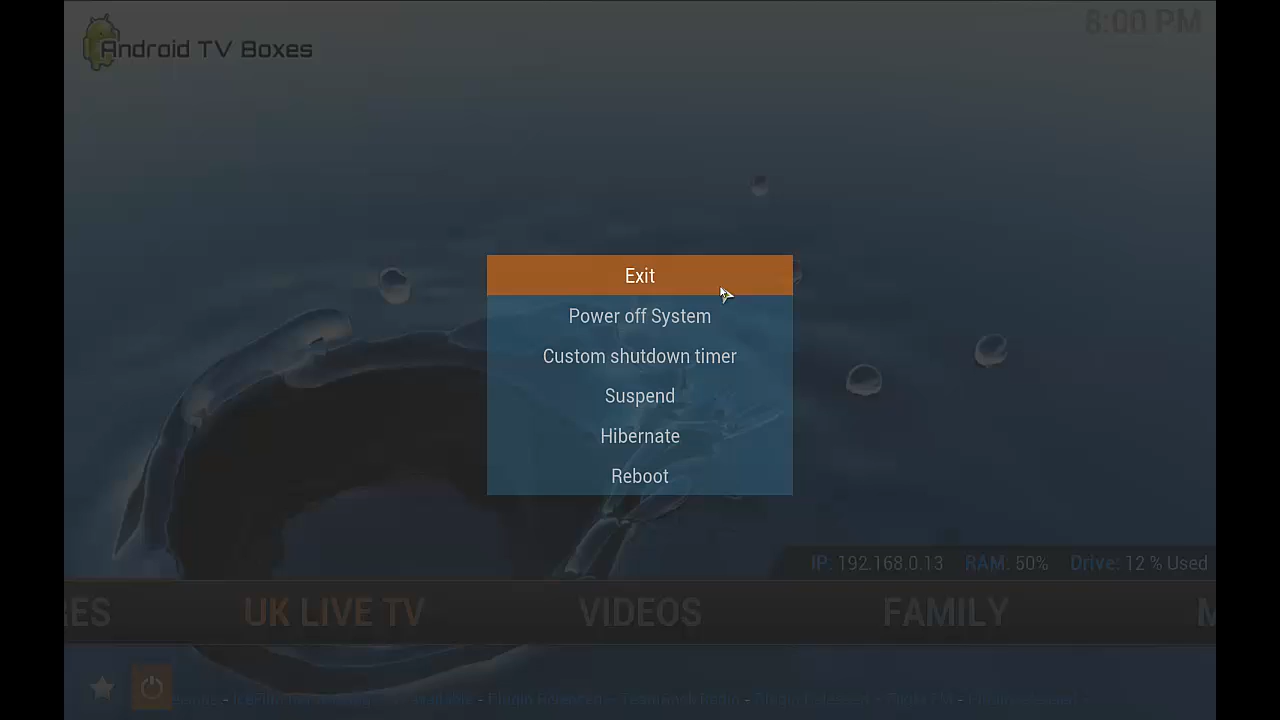 Android TV Boxes
8:00 PM
Exit
Power off System
Custom shutdown timer
Suspend
Hibernate
Reboot
IP: 192.168.0.13 RAM: 50% Drive: 12 % Used
UK LIVE TV VIDEOS FAMILY